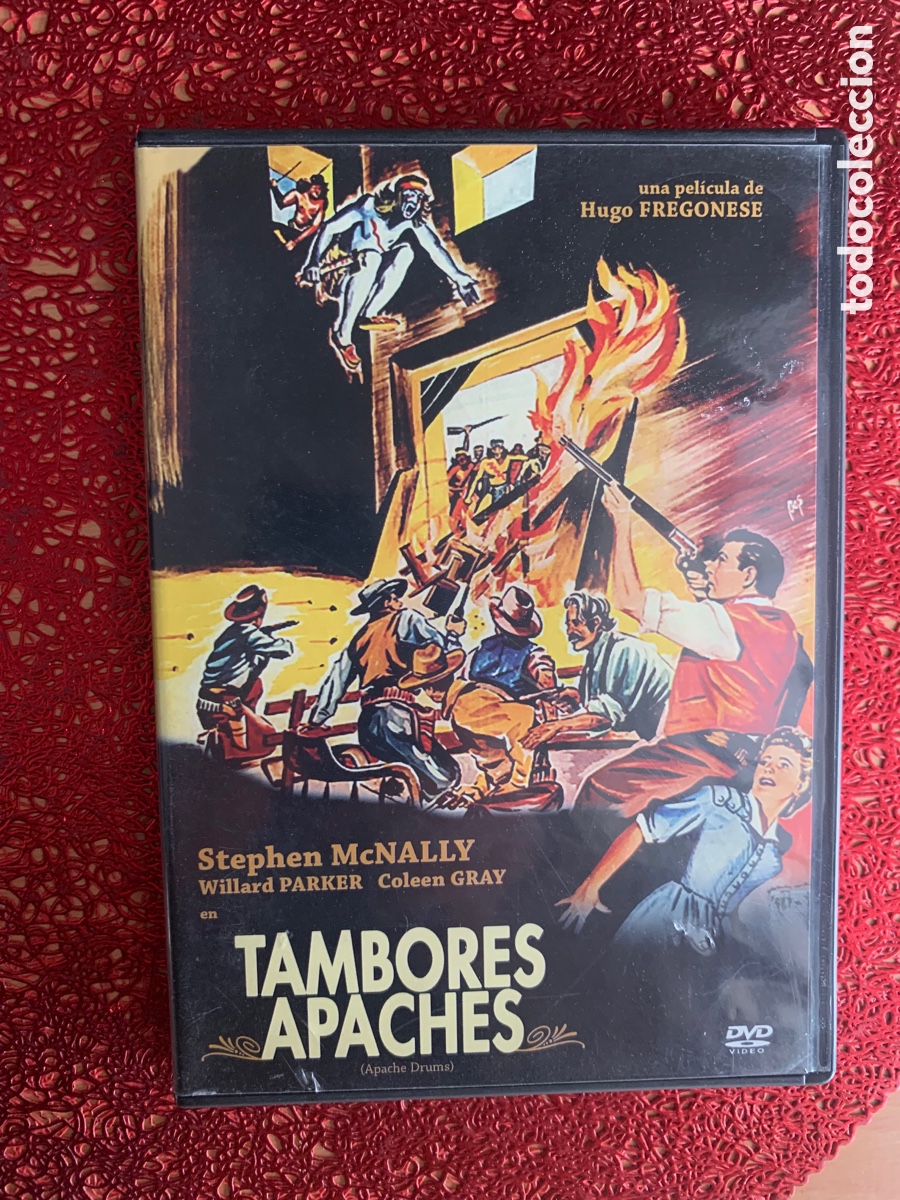 una película de
Hugo FREGONESE
Stephen McNALLY
Willard PARKER Coleen GRAY
en
TAMBORES
APACHES
(Apache Drums)
DVD
VIDEO
todocoleccion